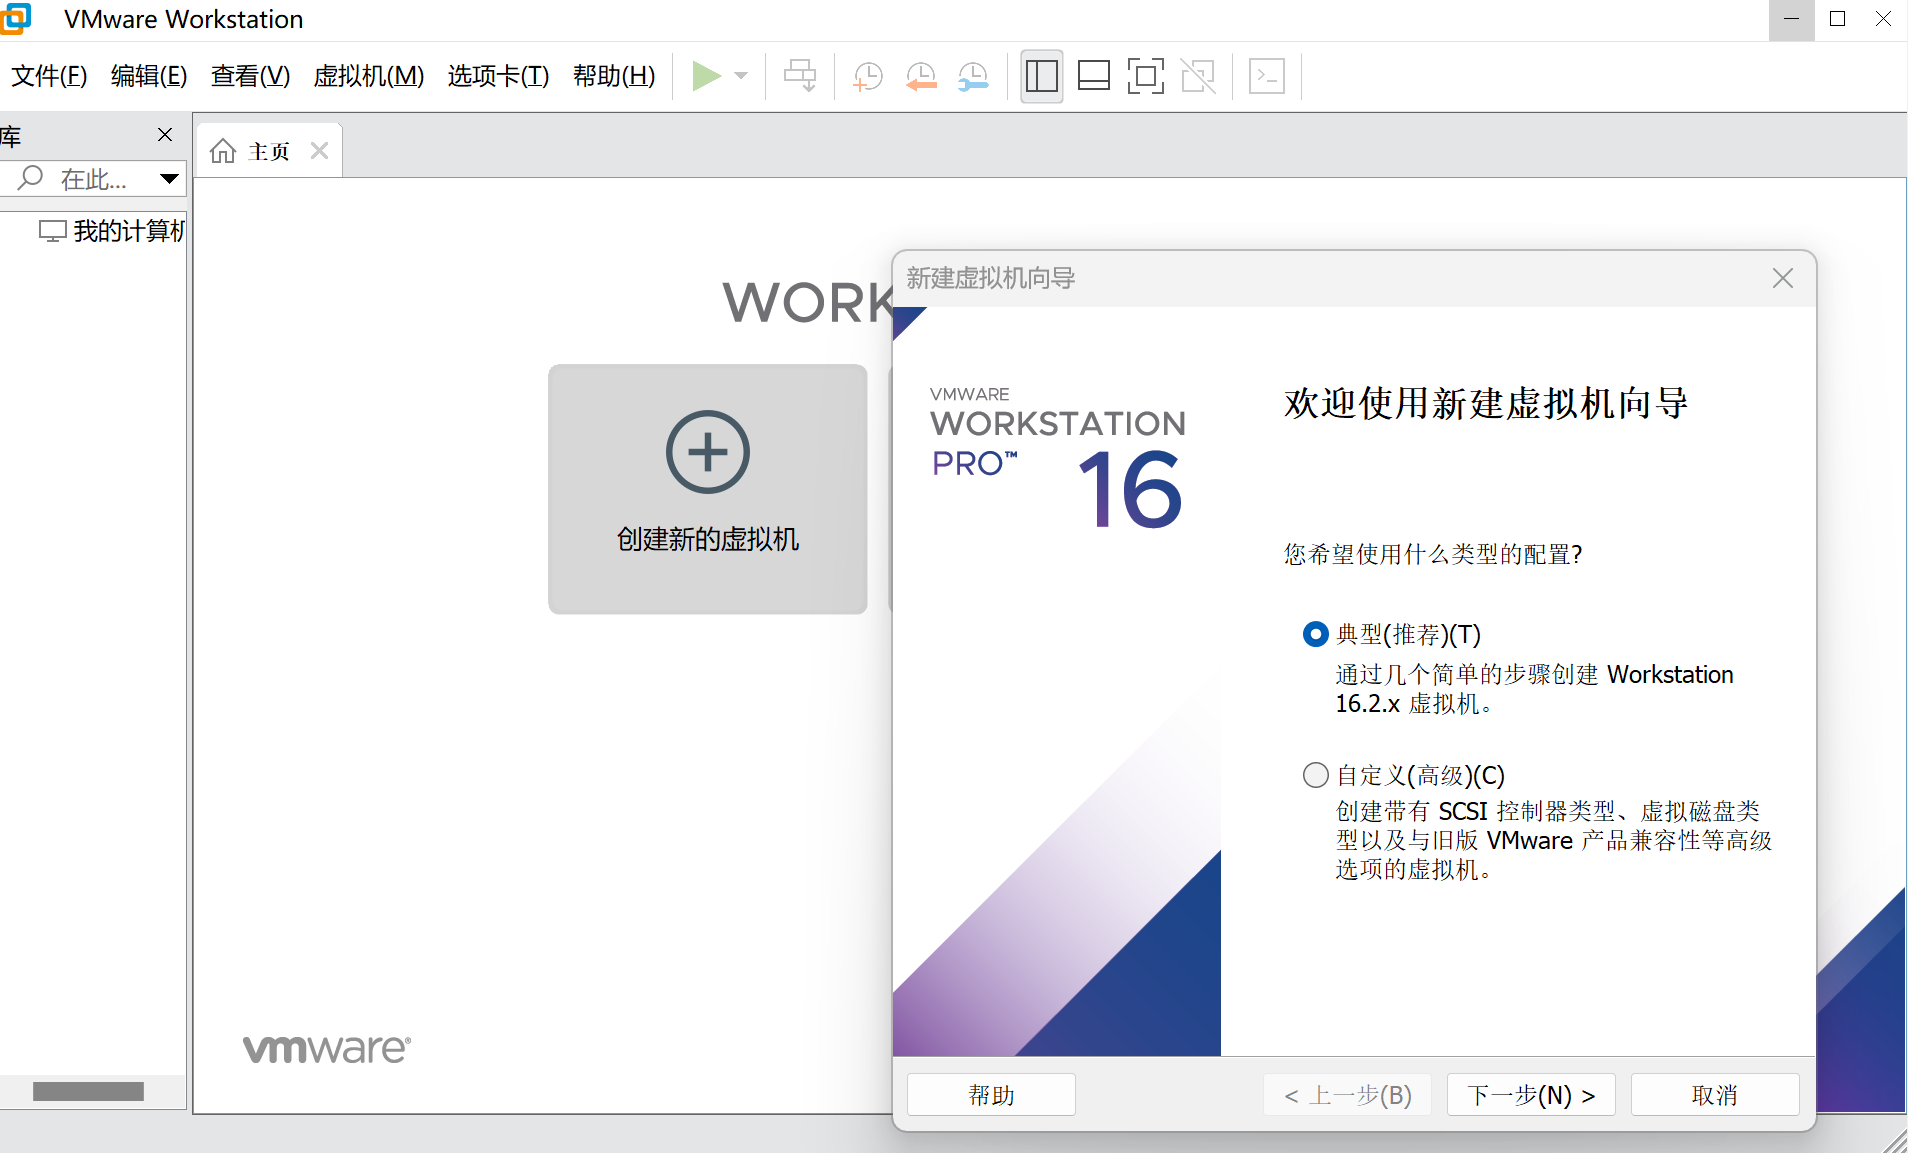 VMware Workstation
文件(F) 编辑(E) 查看(V) 虚拟机(M) 选项卡(T) 帮助(H)
库
主页
在此...
我的计算机
WORK
创建新的虚拟机
vmware®
新建虚拟机向导
VMWARE
WORKSTATION
PRO™ 16
欢迎使用新建虚拟机向导
您希望使用什么类型的配置?
典型(推荐)(T)
通过几个简单的步骤创建 Workstation
16.2.x 虚拟机。
自定义(高级)(C)
创建带有 SCSI 控制器类型、虚拟磁盘类
型以及与旧版 VMware 产品兼容性等高级
选项的虚拟机。
帮助 < 上一步(B) 下一步(N) > 取消